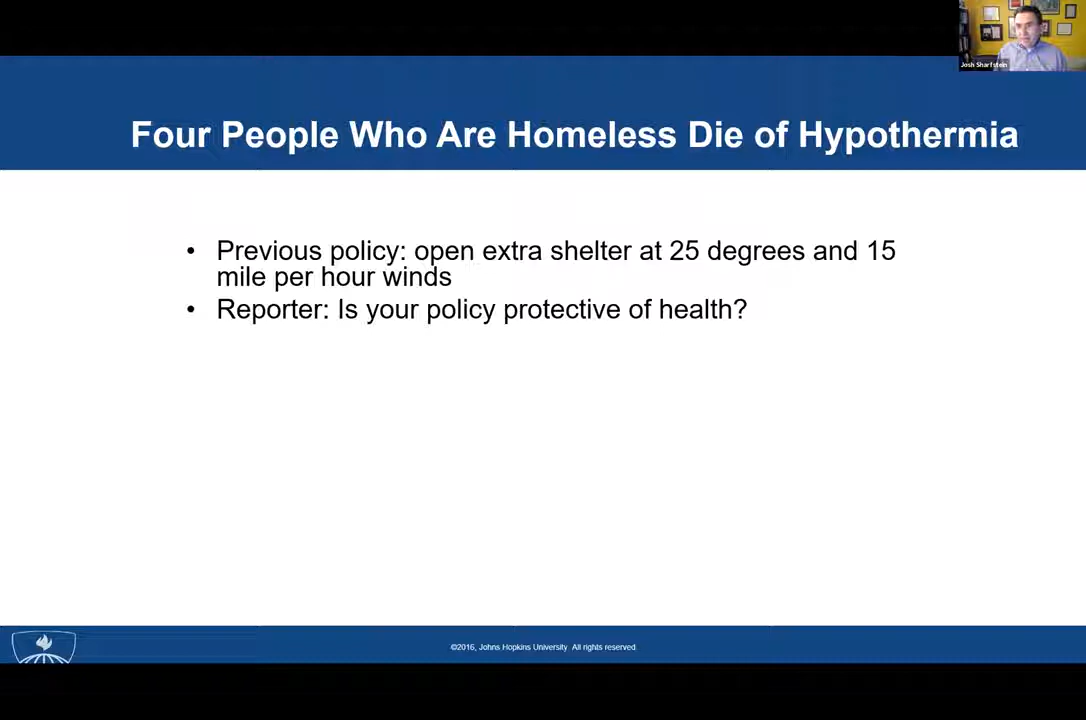 Josh Sharfstein
Four People Who Are Homeless Die of Hypothermia
• Previous policy: open extra shelter at 25 degrees and 15
mile per hour winds
• Reporter: Is your policy protective of health?
©2016, Johns Hopkins University All rights reserved